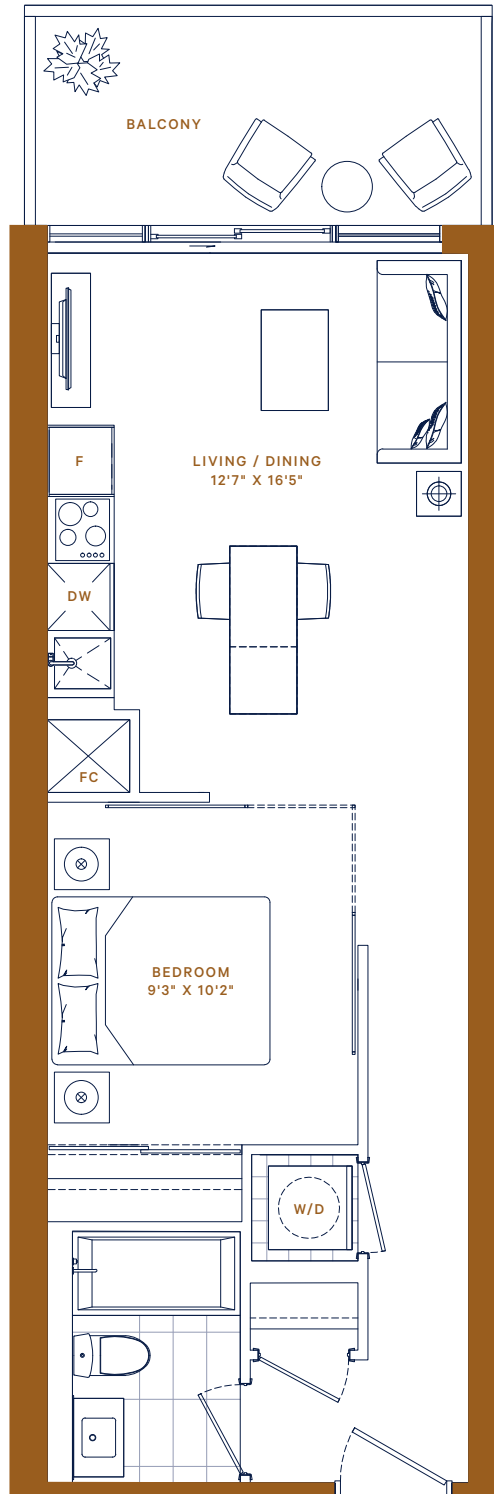 BALCONY
F
LIVING / DINING
12'7" X 16'5"
DW
FC
BEDROOM
9'3" X 10'2"
W/D